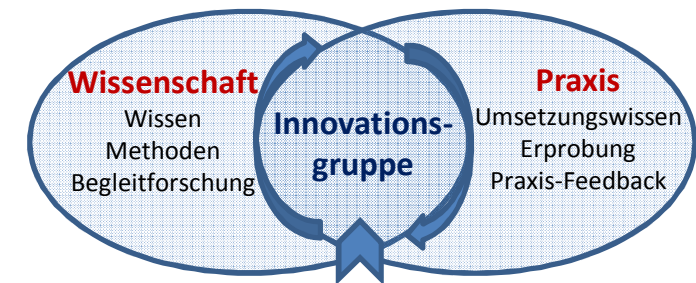 Wissenschaft
Wissen
Methoden
Begleitforschung
Innovations-
gruppe
Praxis
Umsetzungswissen
Erprobung
Praxis-Feedback